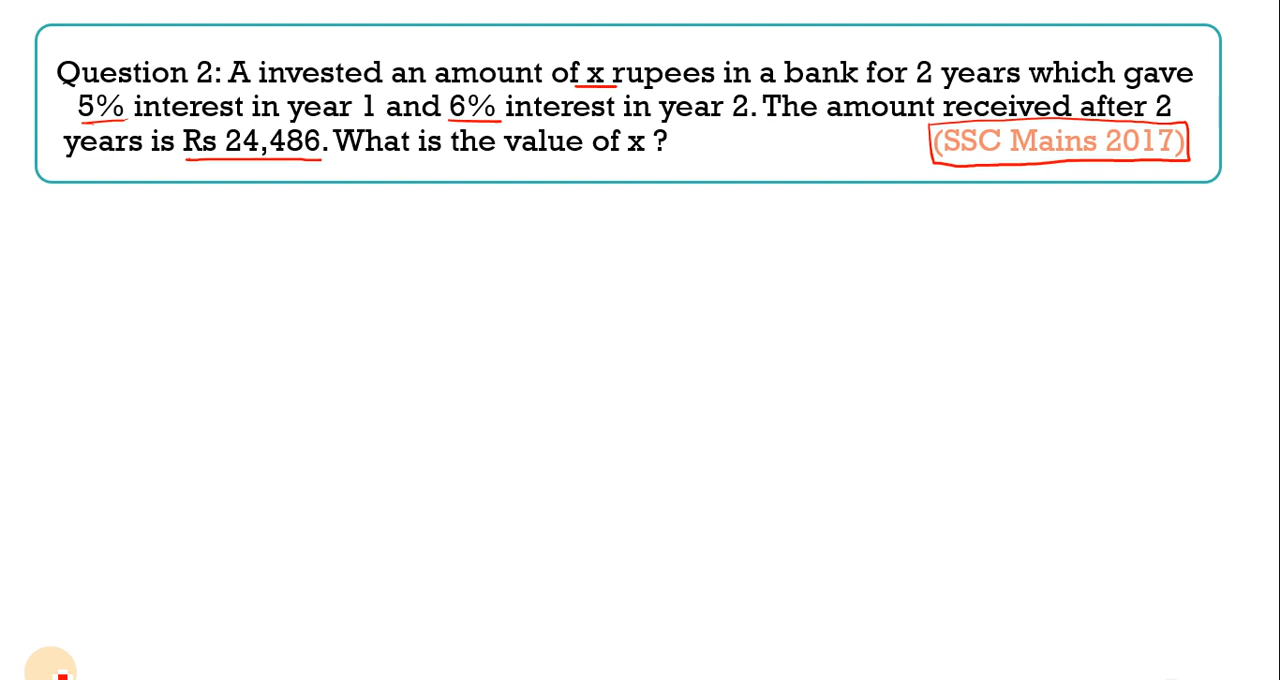 Question 2: A invested an amount of x rupees in a bank for 2 years which gave
5% interest in year 1 and 6% interest in year 2. The amount received after 2
years is Rs 24,486. What is the value of x ? (SSC Mains 2017)